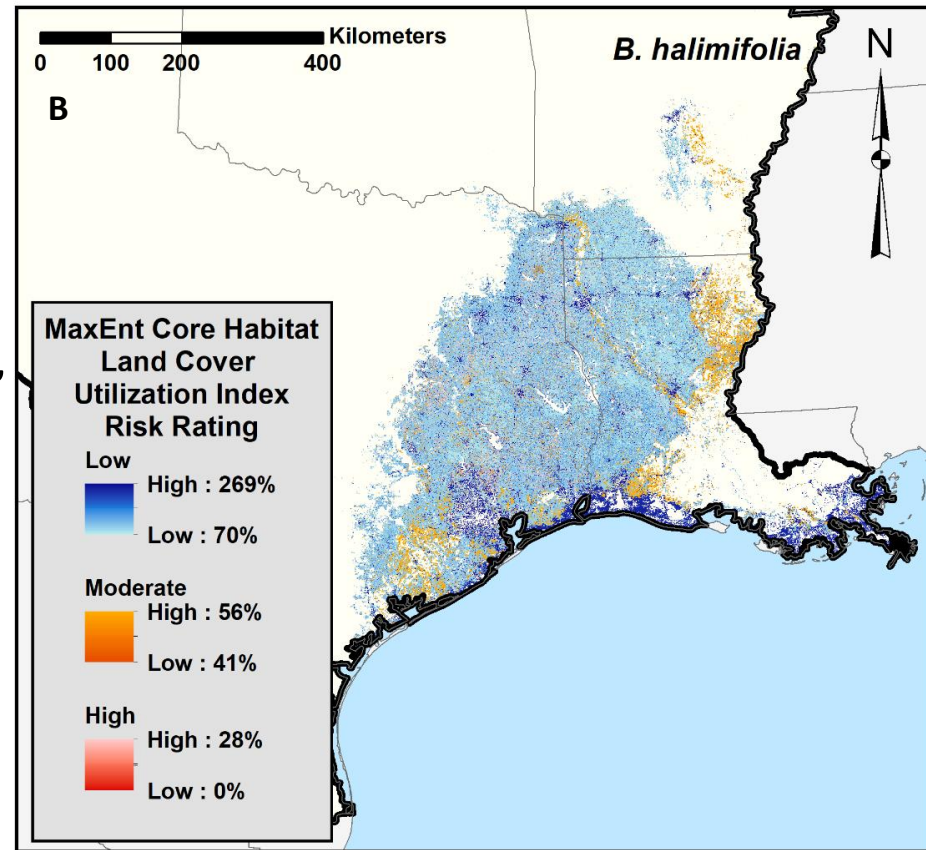 Kilometers
0 100 200 400
B. halimifolia
N
B
MaxEnt Core Habitat
Land Cover
Utilization Index
Risk Rating
Low
High : 269%
Low : 70%
Moderate
High : 56%
Low : 41%
High
High : 28%
Low : 0%